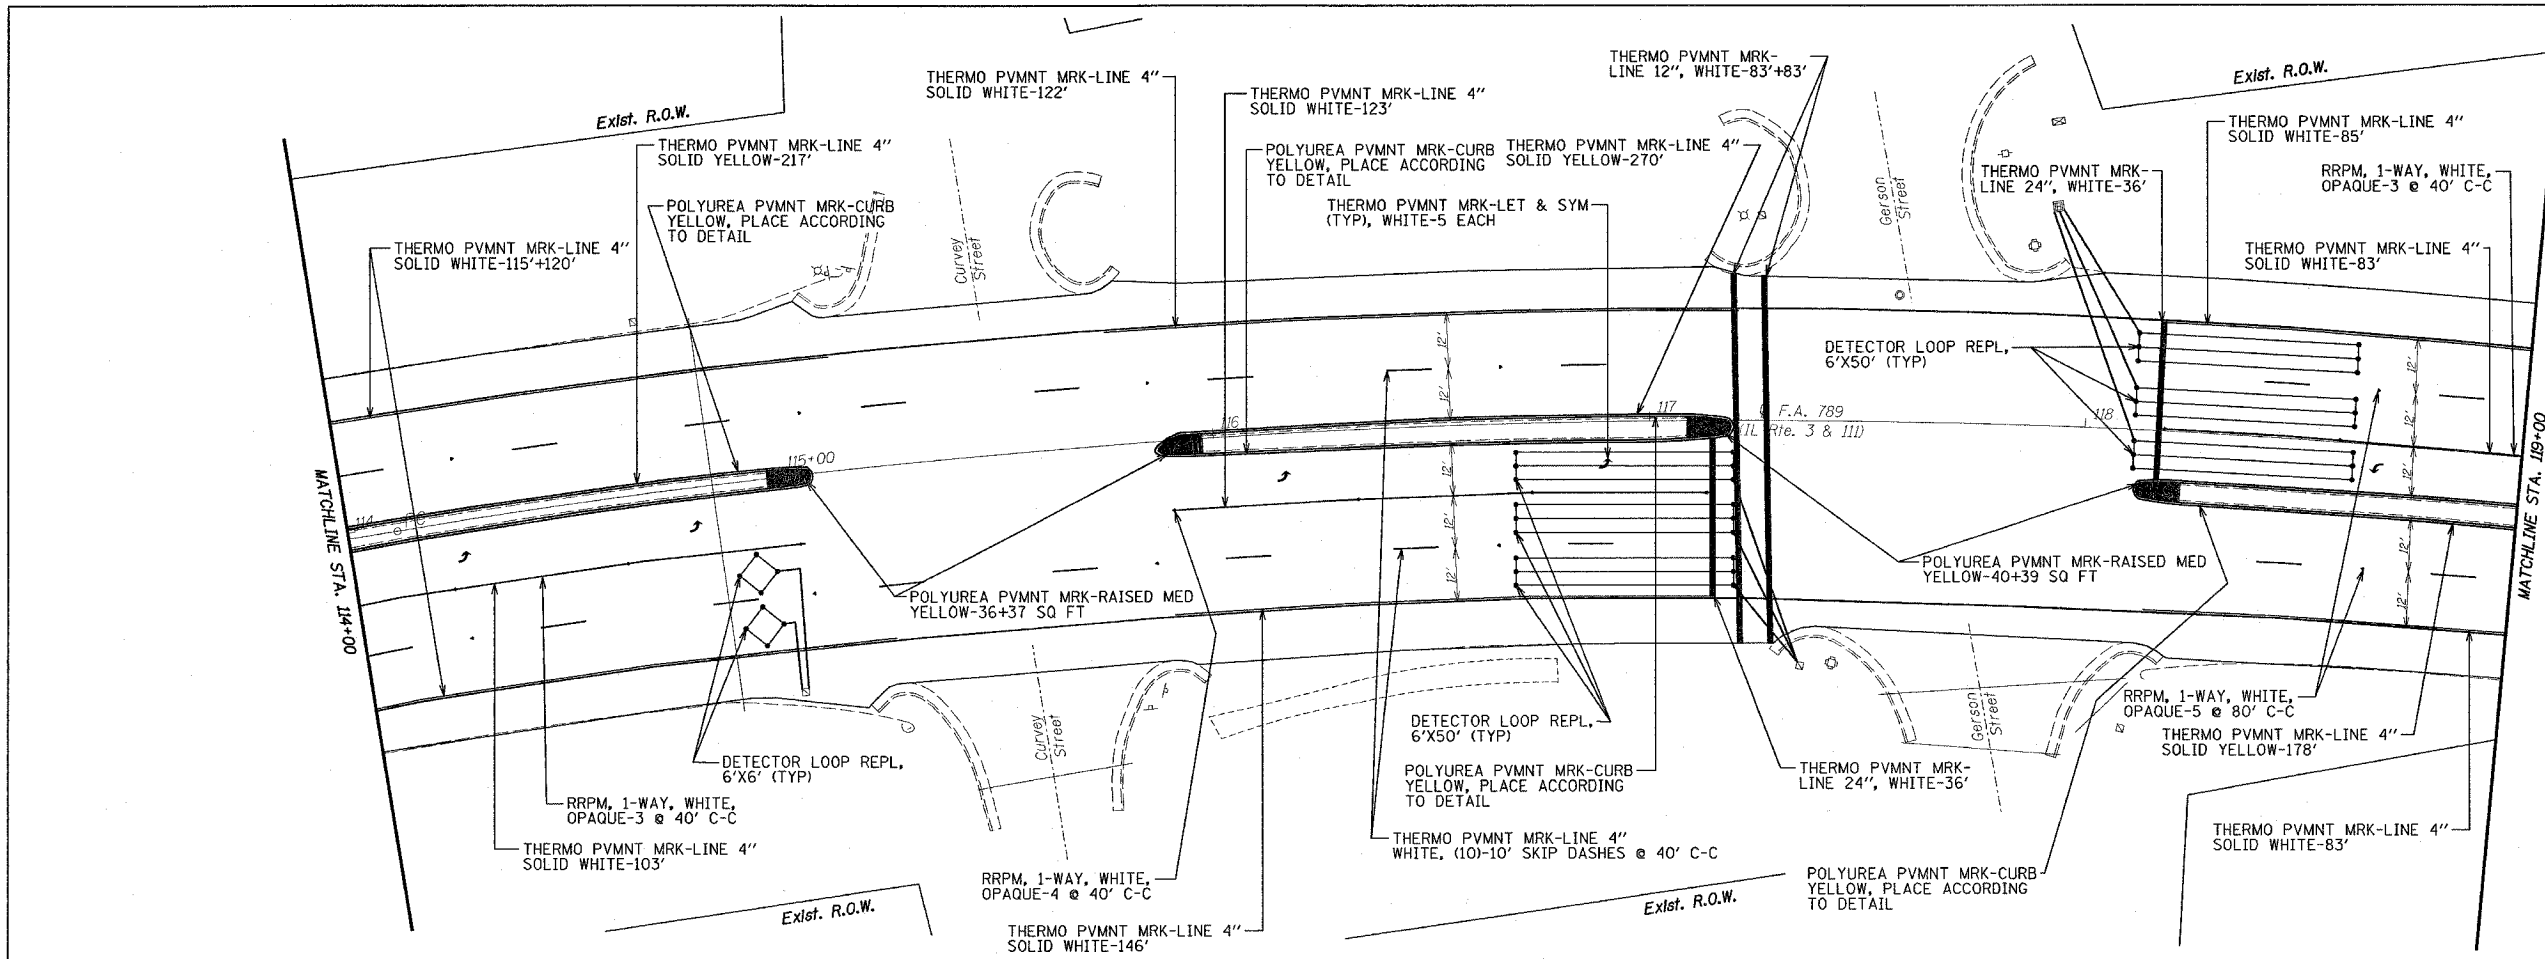 THERMO PVMNT MRK-
LINE 12", WHITE-83'+83'
Exist. R.O.W.
THERMO PVMNT MRK-LINE 4"
SOLID WHITE-122'
THERMO PVMNT MRK-LINE 4"
SOLID WHITE-123'
Exist. R.O.W.
THERMO PVMNT MRK-LINE 4"
SOLID WHITE-85'
THERMO PVMNT MRK-LINE 4"
SOLID YELLOW-217'
POLYUREA PVMNT MRK-CURB
YELLOW, PLACE ACCORDING
TO DETAIL
THERMO PVMNT MRK-LINE 4"
SOLID YELLOW-270'
THERMO PVMNT MRK-
LINE 24", WHITE-36'
RRPM, 1-WAY, WHITE,
OPAQUE-3 @ 40' C-C
POLYUREA PVMNT MRK-CURB
YELLOW, PLACE ACCORDING
TO DETAIL
THERMO PVMNT MRK-LET & SYM
(TYP), WHITE-5 EACH
Gerson
Street
THERMO PVMNT MRK-LINE 4"
SOLID WHITE-115'+120'
Curvey
Street
THERMO PVMNT MRK-LINE 4"
SOLID WHITE-83'
DETECTOR LOOP REPL,
6'X50' (TYP)
12'
12'
12'
12'
12'
12'
12'
12'
12'
12'
114
PC
115+00
116
117
F.A. 789
(IL Rte. 3 & 111)
118
MATCHLINE STA. 114+00
MATCHLINE STA. 119+00
POLYUREA PVMNT MRK-RAISED MED
YELLOW-36+37 SQ FT
POLYUREA PVMNT MRK-RAISED MED
YELLOW-40+39 SQ FT
Curvey
Street
Gerson
Street
RRPM, 1-WAY, WHITE,
OPAQUE-5 @ 80' C-C
DETECTOR LOOP REPL,
6'X50' (TYP)
THERMO PVMNT MRK-LINE 4"
SOLID YELLOW-178'
DETECTOR LOOP REPL,
6'X6' (TYP)
POLYUREA PVMNT MRK-CURB
YELLOW, PLACE ACCORDING
TO DETAIL
THERMO PVMNT MRK-
LINE 24", WHITE-36'
RRPM, 1-WAY, WHITE,
OPAQUE-3 @ 40' C-C
THERMO PVMNT MRK-LINE 4"
WHITE, (10)-10' SKIP DASHES @ 40' C-C
THERMO PVMNT MRK-LINE 4"
SOLID WHITE-83'
THERMO PVMNT MRK-LINE 4"
SOLID WHITE-103'
RRPM, 1-WAY, WHITE,
OPAQUE-4 @ 40' C-C
POLYUREA PVMNT MRK-CURB
YELLOW, PLACE ACCORDING
TO DETAIL
Exist. R.O.W.
Exist. R.O.W.
THERMO PVMNT MRK-LINE 4"
SOLID WHITE-146'